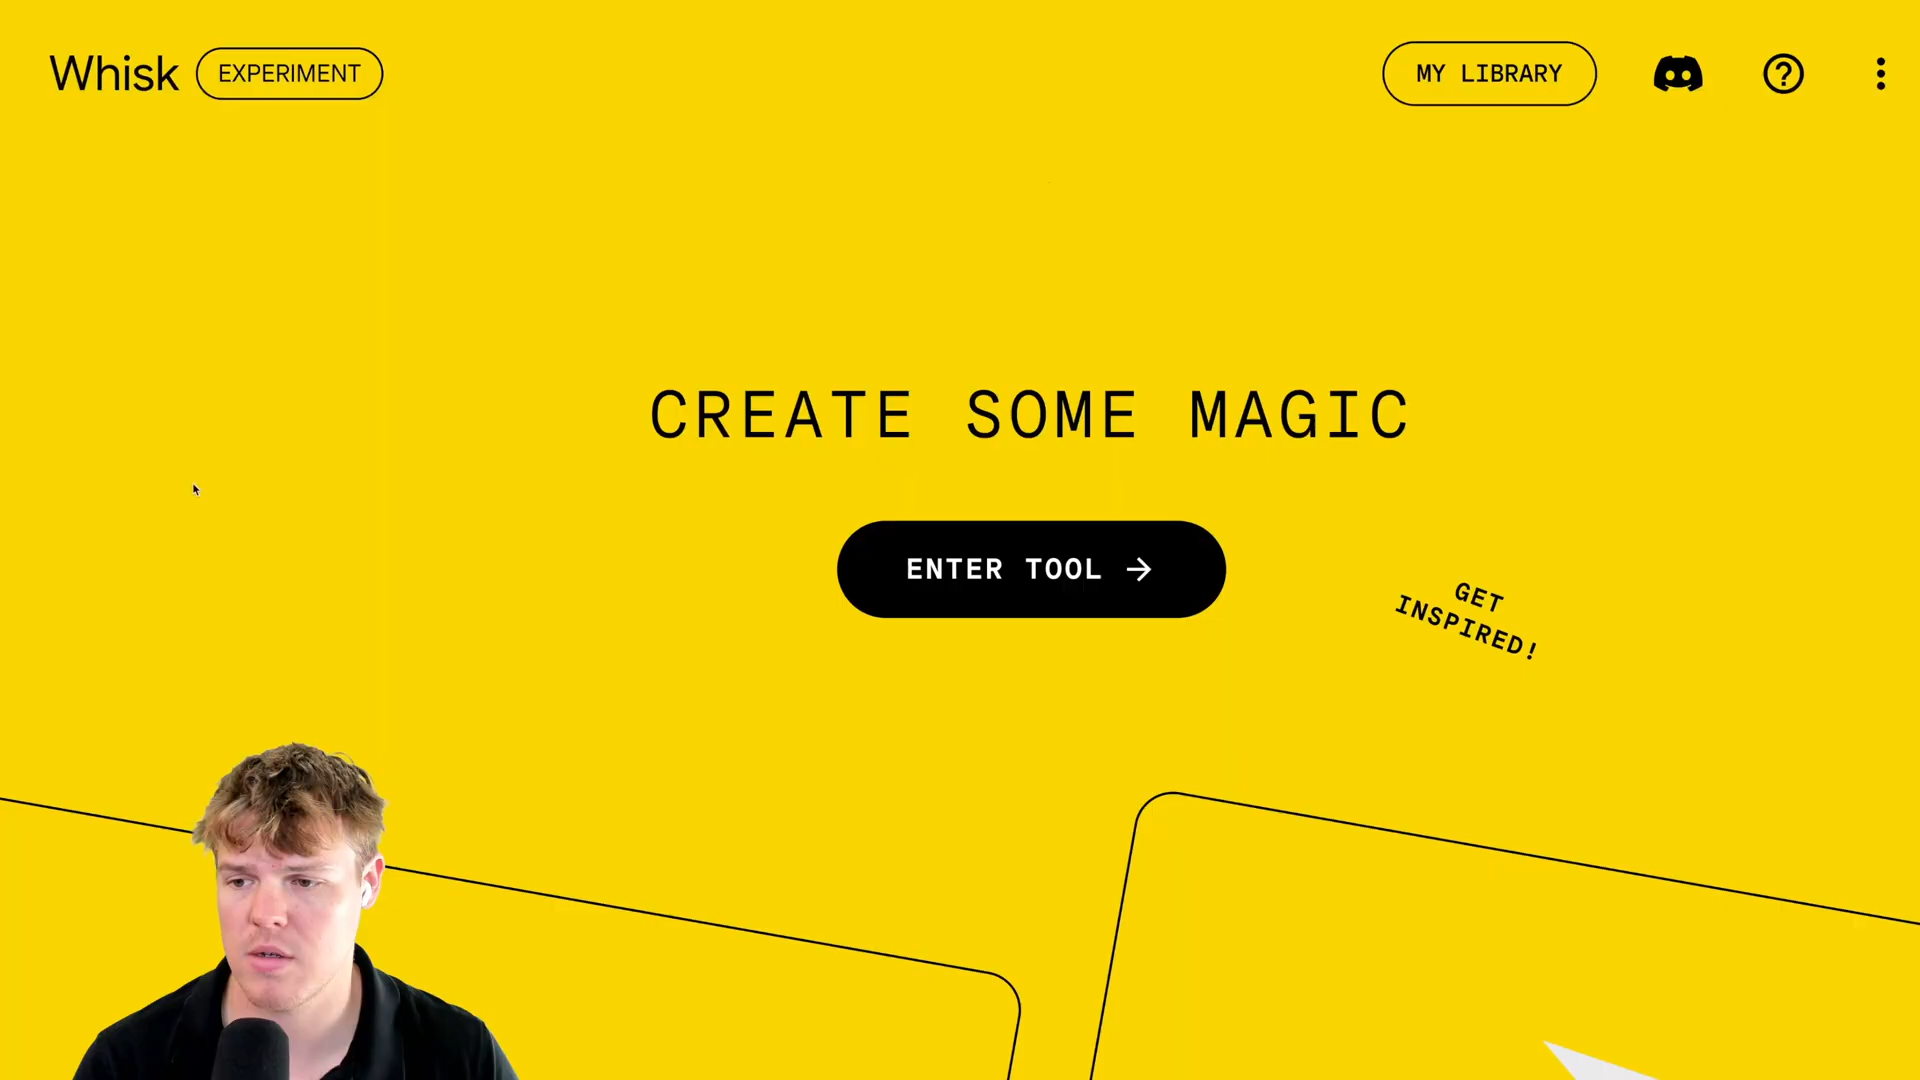 Whisk
EXPERIMENT
MY LIBRARY
CREATE SOME MAGIC
ENTER TOOL →
GET
INSPIRED!